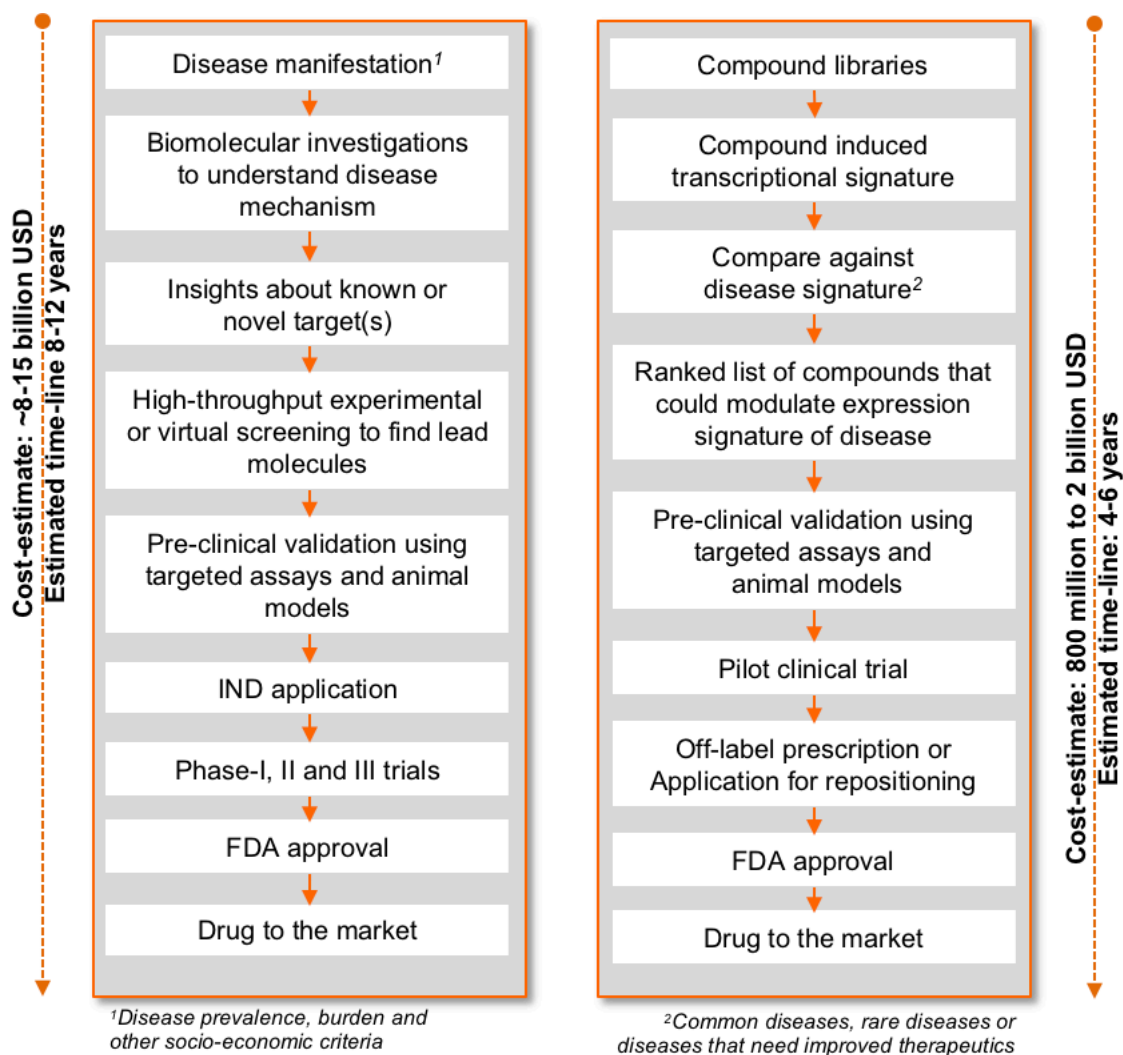 Cost-estimate: ~8-15 billion USD
Estimated time-line 8-12 years
Disease manifestation¹
Biomolecular investigations
to understand disease
mechanism
Insights about known or
novel target(s)
High-throughput experimental
or virtual screening to find lead
molecules
Pre-clinical validation using
targeted assays and animal
models
IND application
Phase-I, II and III trials
FDA approval
Drug to the market
¹Disease prevalence, burden and
other socio-economic criteria
Compound libraries
Compound induced
transcriptional signature
Compare against
disease signature²
Ranked list of compounds that
could modulate expression
signature of disease
Pre-clinical validation using
targeted assays and
animal models
Pilot clinical trial
Off-label prescription or
Application for repositioning
FDA approval
Drug to the market
²Common diseases, rare diseases or
diseases that need improved therapeutics
Cost-estimate: 800 million to 2 billion USD
Estimated time-line: 4-6 years